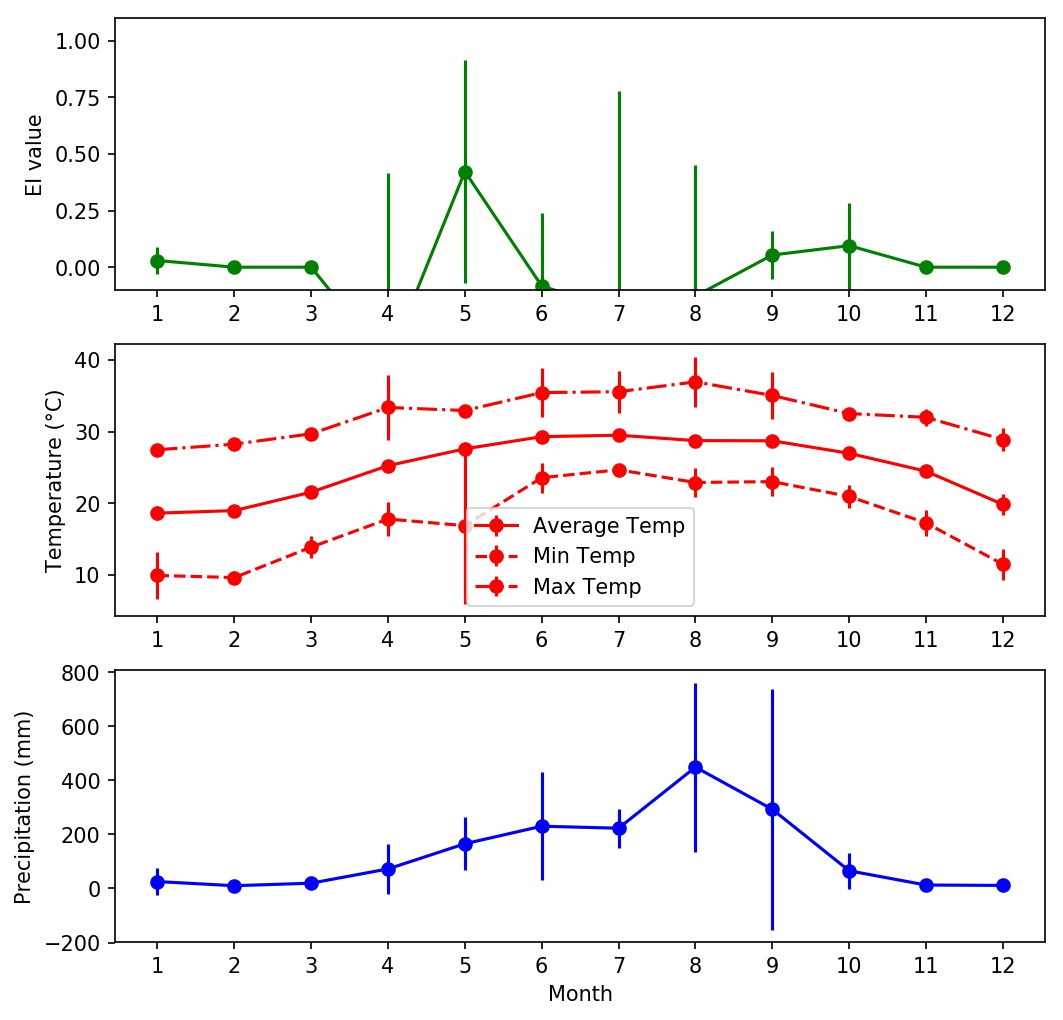 1.00
0.75
0.50
0.25
0.00
EI value
1 2 3 4 5 6 7 8 9 10 11 12
40
30
20
10
Temperature (°C)
Average Temp
Min Temp
Max Temp
1 2 3 4 5 6 7 8 9 10 11 12
800
600
400
200
0
−200
Precipitation (mm)
1 2 3 4 5 6 7 8 9 10 11 12
Month